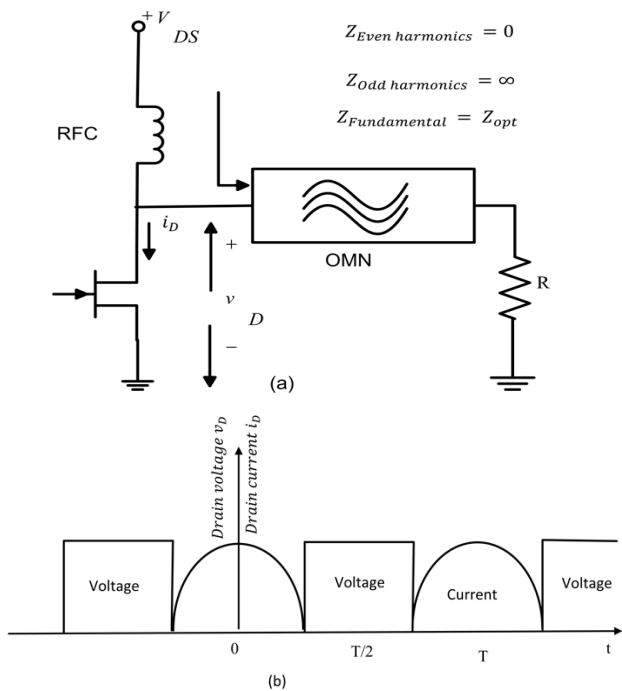 + V
DS
Z_Even harmonics = 0
Z_Odd harmonics = ∞
Z_Fundamental = Z_opt
RFC
i_D
+
v
D
−
OMN
R
(a)
Drain voltage v_D
Drain current i_D
Voltage
Voltage
Current
Voltage
0
T/2
T
t
(b)